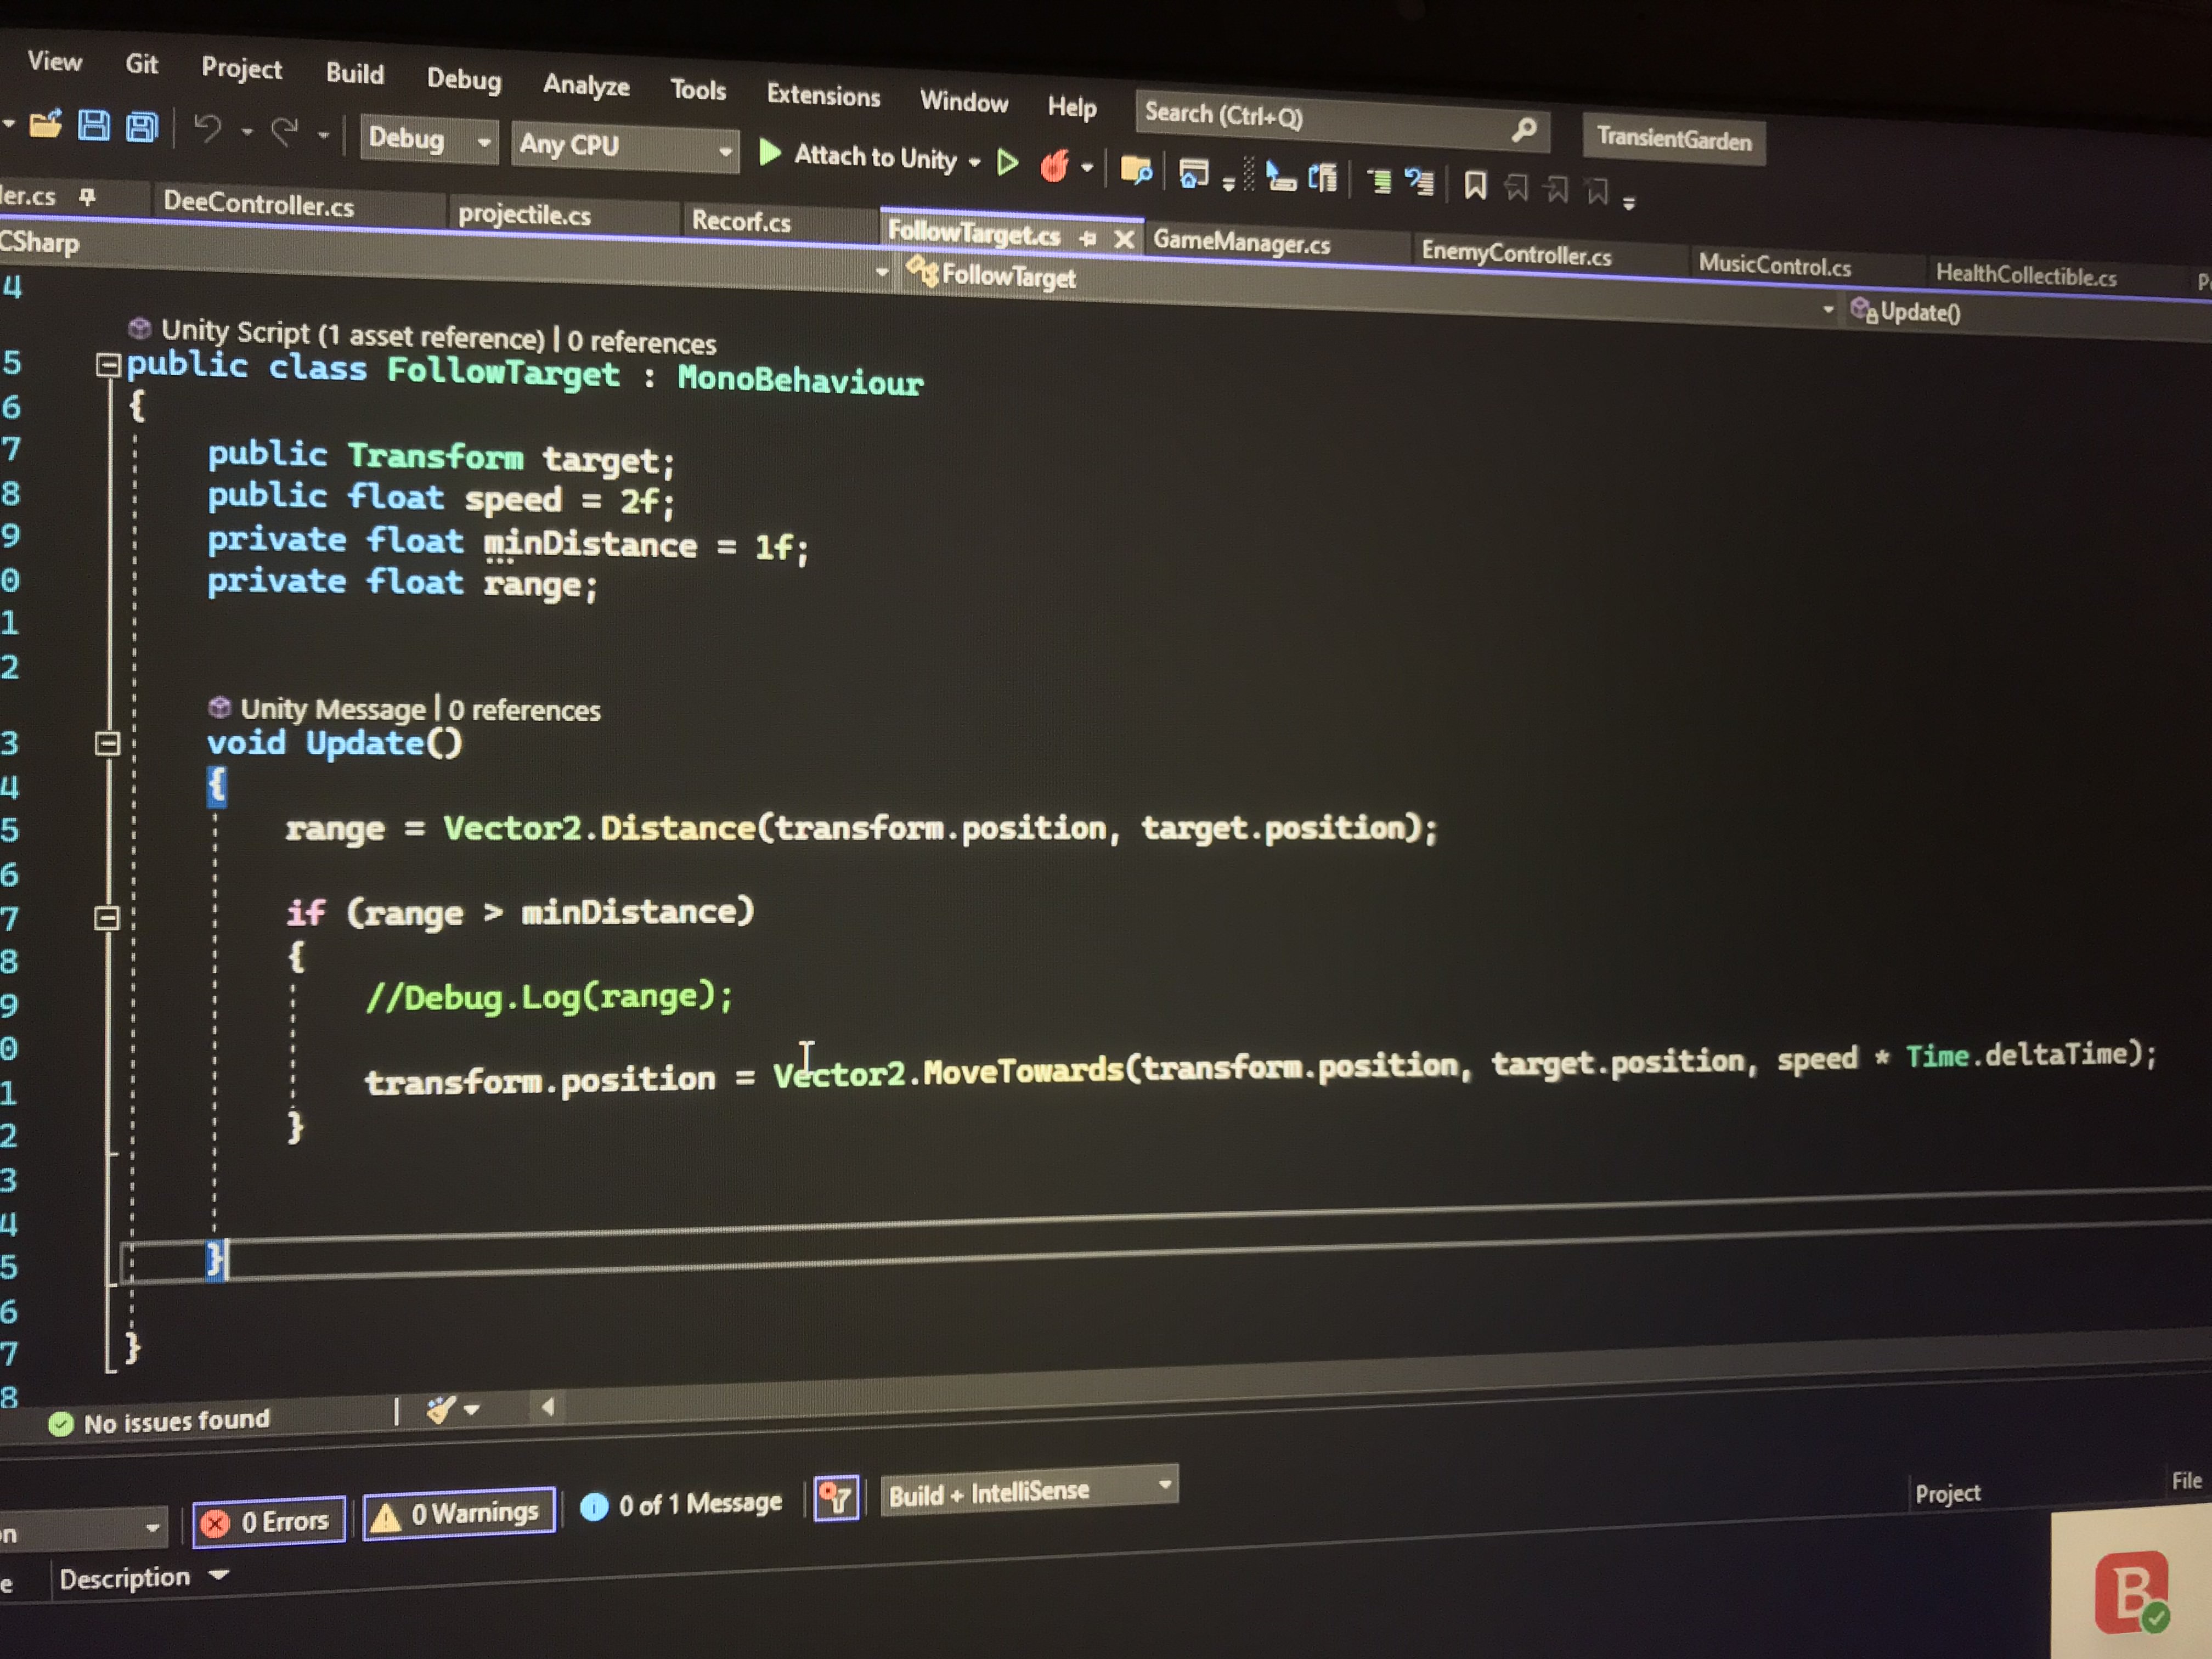 View Git Project Build Debug Analyze Tools Extensions Window Help Search (Ctrl+Q) TransientGarden
Debug Any CPU Attach to Unity
ler.cs DeeController.cs projectile.cs Recorf.cs FollowTarget.cs GameManager.cs EnemyController.cs MusicControl.cs HealthCollectible.cs
CSharp FollowTarget Update()
4
Unity Script (1 asset reference) | 0 references
5 public class FollowTarget : MonoBehaviour
6 {
7 public Transform target;
8 public float speed = 2f;
9 private float minDistance = 1f;
0 private float range;
1
2
Unity Message | 0 references
3 void Update()
4 {
5 range = Vector2.Distance(transform.position, target.position);
6
7 if (range > minDistance)
8 {
9 //Debug.Log(range);
0
1 transform.position = Vector2.MoveTowards(transform.position, target.position, speed * Time.deltaTime);
2 }
3
4
5 }
6
7 }
8
No issues found
on 0 Errors 0 Warnings 0 of 1 Message Build + IntelliSense
e Description Project File
B